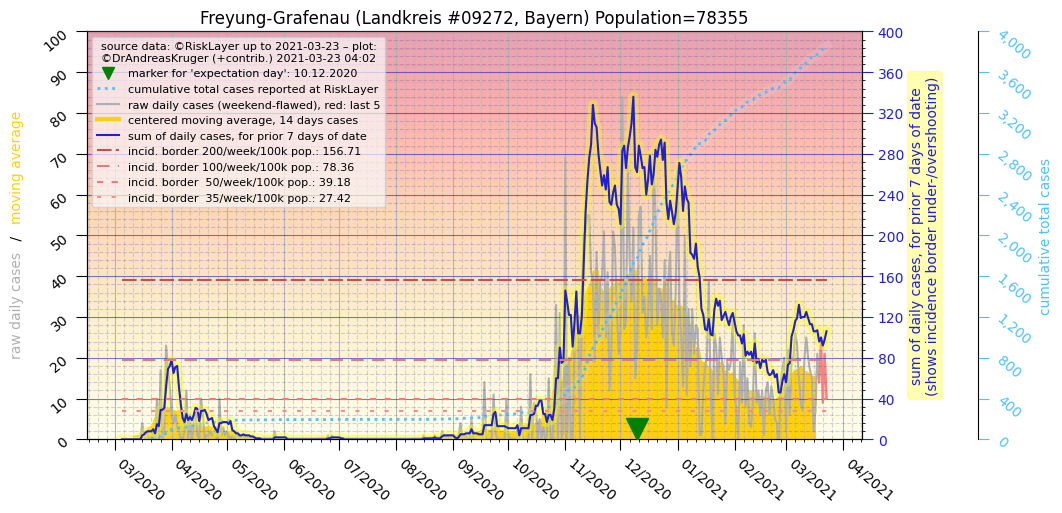 Freyung-Grafenau (Landkreis #09272, Bayern) Population=78355
source data: ©RiskLayer up to 2021-03-23 – plot:
©DrAndreasKruger (+contrib.) 2021-03-23 04:02
marker for 'expectation day': 10.12.2020
cumulative total cases reported at RiskLayer
raw daily cases (weekend-flawed), red: last 5
centered moving average, 14 days cases
sum of daily cases, for prior 7 days of date
incid. border 200/week/100k pop.: 156.71
incid. border 100/week/100k pop.: 78.36
incid. border 50/week/100k pop.: 39.18
incid. border 35/week/100k pop.: 27.42
raw daily cases / moving average
100
90
80
70
60
50
40
30
20
10
0
03/2020
04/2020
05/2020
06/2020
07/2020
08/2020
09/2020
10/2020
11/2020
12/2020
01/2021
02/2021
03/2021
04/2021
400
360
320
280
240
200
160
120
80
40
0
sum of daily cases, for prior 7 days of date
(shows incidence border under-/overshooting)
4,000
3,600
3,200
2,800
2,400
2,000
1,600
1,200
800
400
0
cumulative total cases